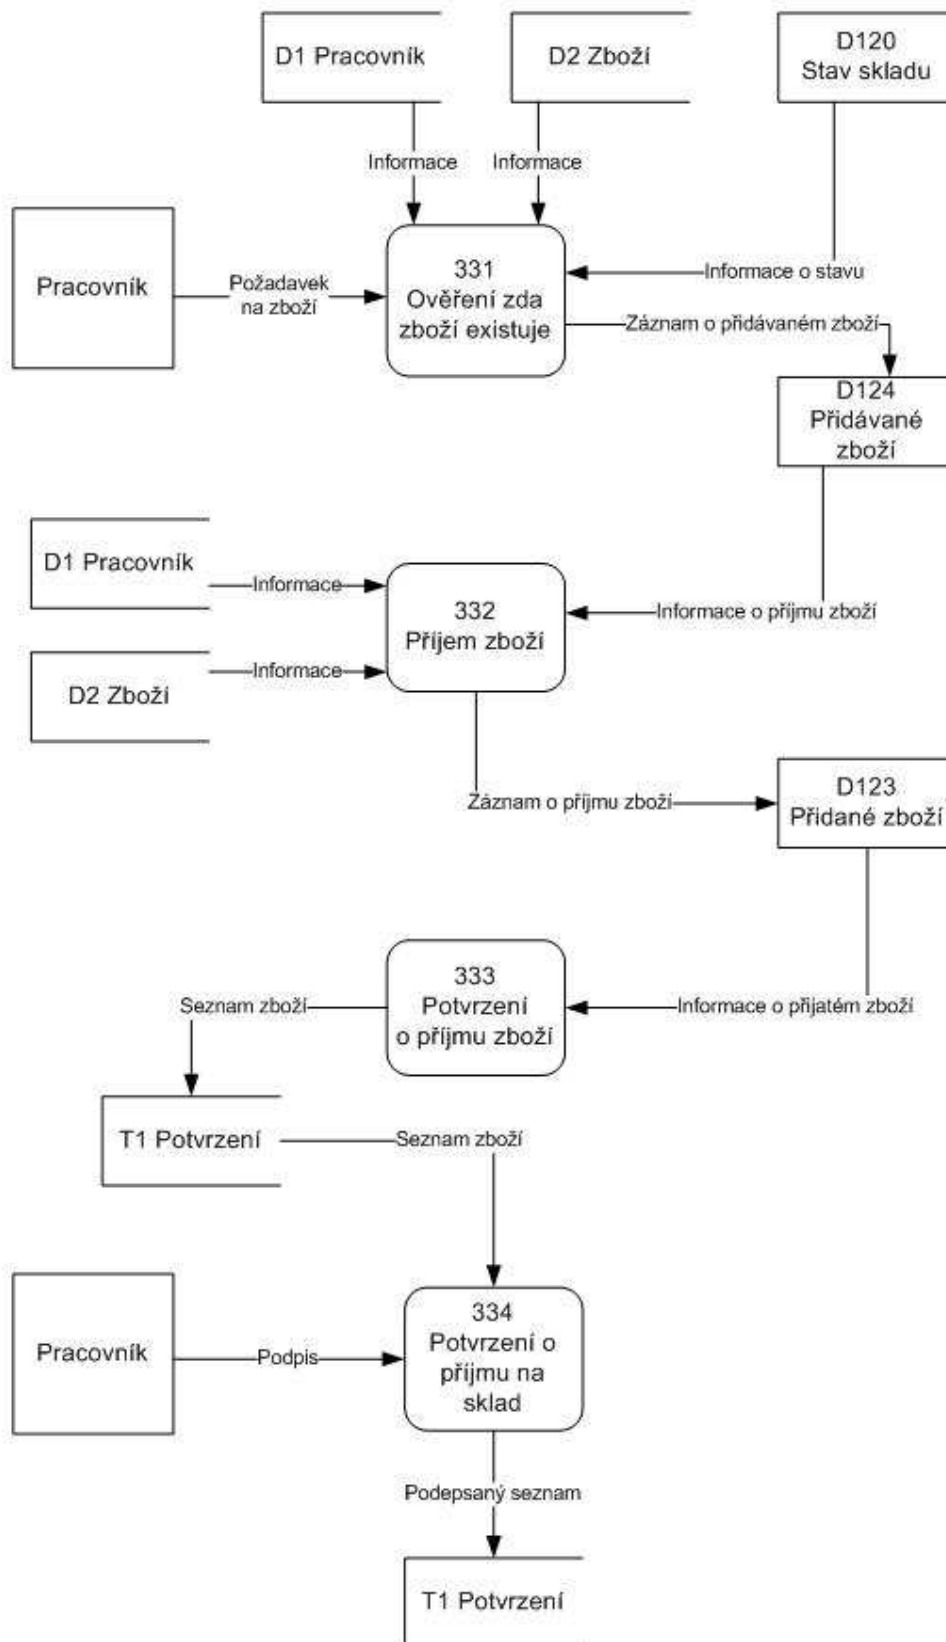 D1 Pracovník
D2 Zboží
D120
Stav skladu
Informace
Informace
Pracovník
Požadavek
na zboží
331
Ověření zda
zboží existuje
Informace o stavu
Záznam o přidávaném zboží
D124
Přidávané
zboží
D1 Pracovník
Informace
332
Příjem zboží
Informace o příjmu zboží
D2 Zboží
Informace
Záznam o příjmu zboží
D123
Přidané zboží
333
Potvrzení
o příjmu zboží
Seznam zboží
Informace o přijatém zboží
T1 Potvrzení
Seznam zboží
Pracovník
Podpis
334
Potvrzení o
příjmu na
sklad
Podepsaný seznam
T1 Potvrzení